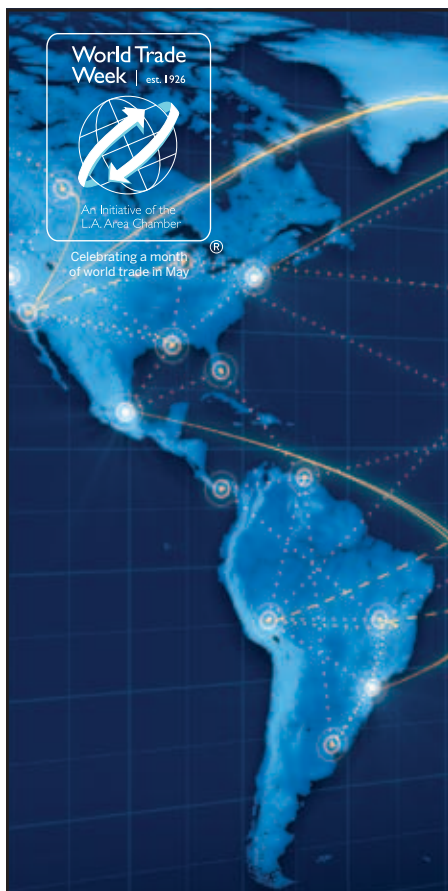 World Trade
Week | est. 1926
An Initiative of the
L.A. Area Chamber
®
Celebrating a month
of world trade in May